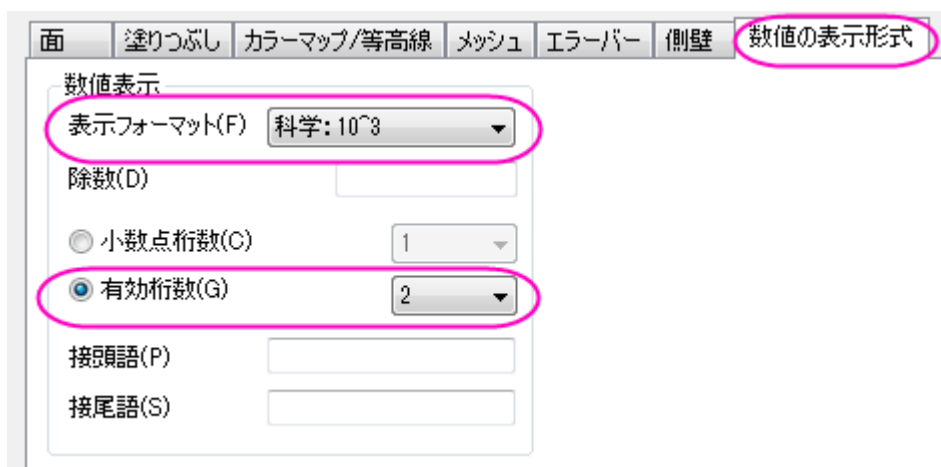 面 塗りつぶし カラーマップ/等高線 メッシュ エラーバー 側壁 数値の表示形式
数値表示
表示フォーマット(F) 科学:10^3
除数(D)
小数点桁数(C) 1
有効桁数(G) 2
接頭語(P)
接尾語(S)